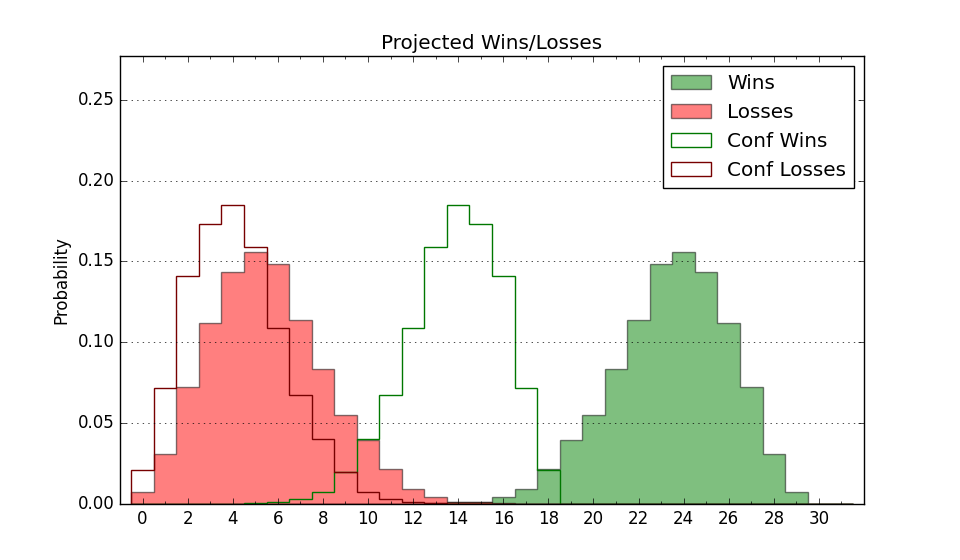 Projected Wins/Losses
Probability
0.25
0.20
0.15
0.10
0.05
0.00
0 2 4 6 8 10 12 14 16 18 20 22 24 26 28 30
Wins
Losses
Conf Wins
Conf Losses